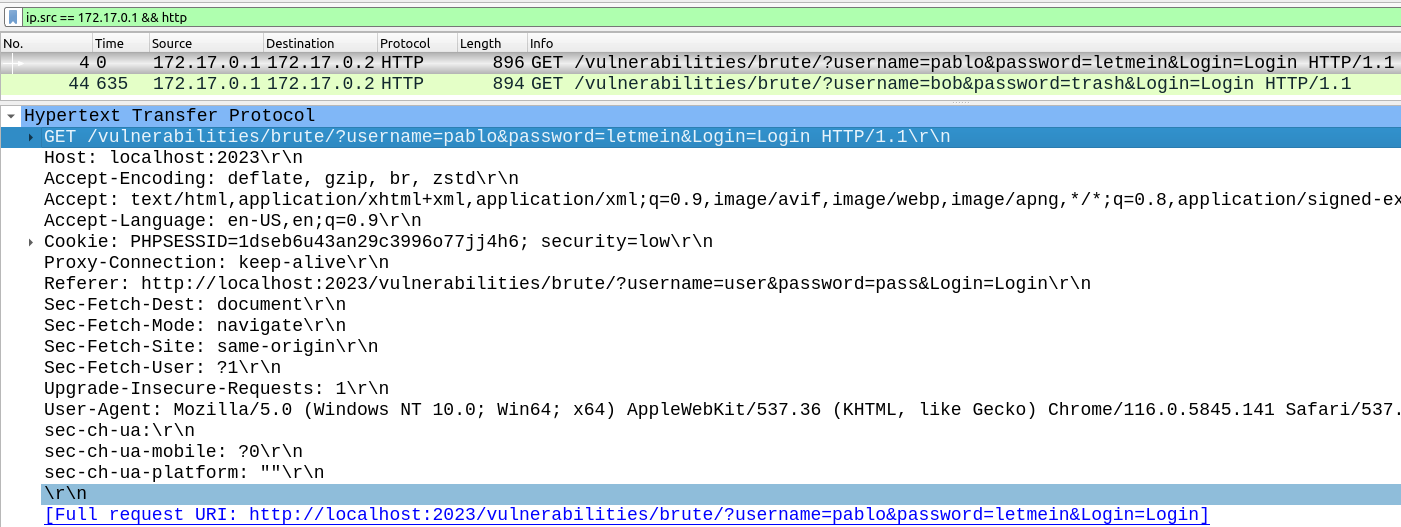 ip.src == 172.17.0.1 && http
No. Time Source Destination Protocol Length Info
4 0 172.17.0.1 172.17.0.2 HTTP 896 GET /vulnerabilities/brute/?username=pablo&password=letmein&Login=Login HTTP/1.1
44 635 172.17.0.1 172.17.0.2 HTTP 894 GET /vulnerabilities/brute/?username=bob&password=trash&Login=Login HTTP/1.1
Hypertext Transfer Protocol
GET /vulnerabilities/brute/?username=pablo&password=letmein&Login=Login HTTP/1.1\r\n
Host: localhost:2023\r\n
Accept-Encoding: deflate, gzip, br, zstd\r\n
Accept: text/html,application/xhtml+xml,application/xml;q=0.9,image/avif,image/webp,image/apng,*/*;q=0.8,application/signed-ex
Accept-Language: en-US,en;q=0.9\r\n
Cookie: PHPSESSID=1dseb6u43an29c3996o77jj4h6; security=low\r\n
Proxy-Connection: keep-alive\r\n
Referer: http://localhost:2023/vulnerabilities/brute/?username=user&password=pass&Login=Login\r\n
Sec-Fetch-Dest: document\r\n
Sec-Fetch-Mode: navigate\r\n
Sec-Fetch-Site: same-origin\r\n
Sec-Fetch-User: ?1\r\n
Upgrade-Insecure-Requests: 1\r\n
User-Agent: Mozilla/5.0 (Windows NT 10.0; Win64; x64) AppleWebKit/537.36 (KHTML, like Gecko) Chrome/116.0.5845.141 Safari/537.
sec-ch-ua:\r\n
sec-ch-ua-mobile: ?0\r\n
sec-ch-ua-platform: ""\r\n
\r\n
[Full request URI: http://localhost:2023/vulnerabilities/brute/?username=pablo&password=letmein&Login=Login]